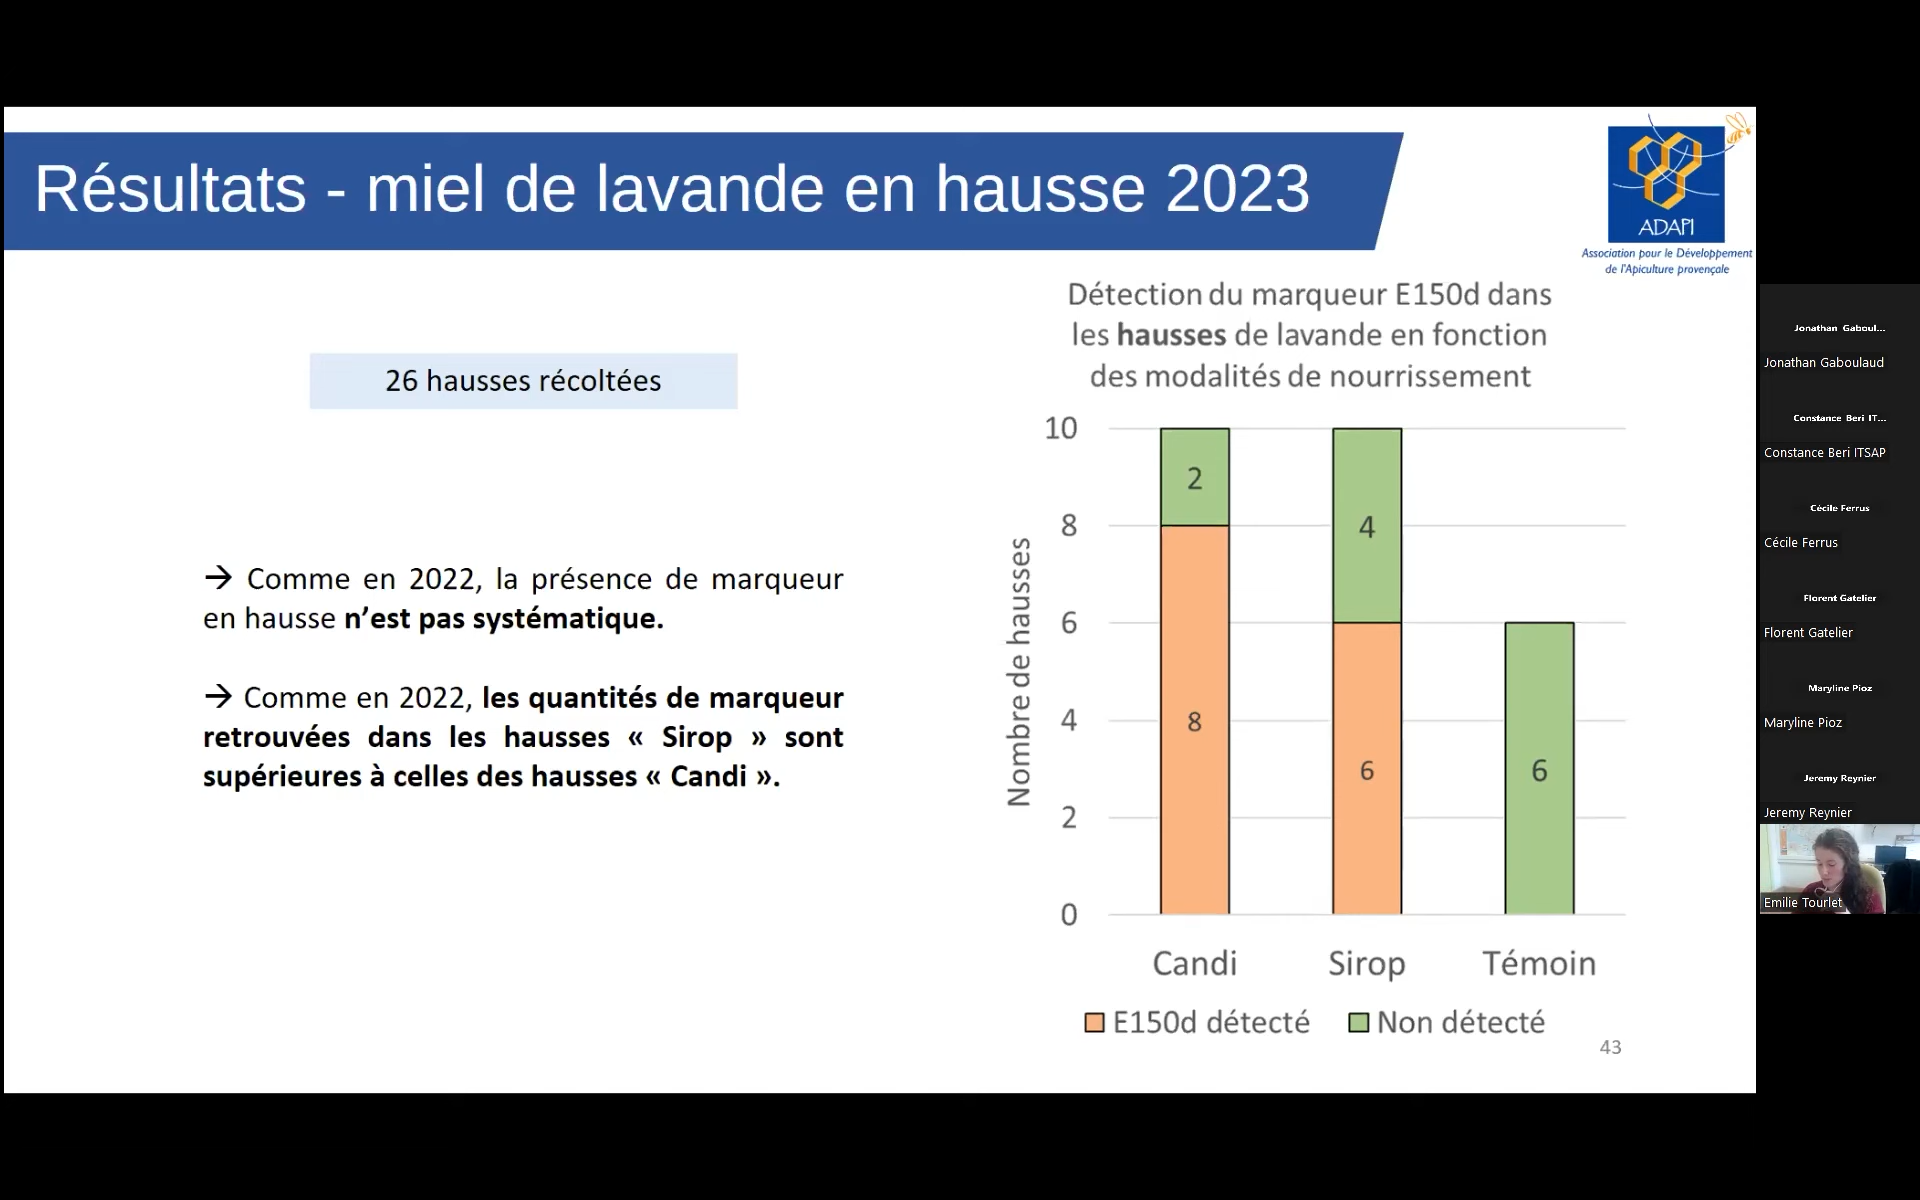 Résultats - miel de lavande en hausse 2023
ADAPI
Association pour le Développement
de l'Apiculture provençale
26 hausses récoltées
→ Comme en 2022, la présence de marqueur
en hausse n’est pas systématique.
→ Comme en 2022, les quantités de marqueur
retrouvées dans les hausses « Sirop » sont
supérieures à celles des hausses « Candi ».
Détection du marqueur E150d dans
les hausses de lavande en fonction
des modalités de nourrissement
Nombre de hausses
10
8
6
4
2
0
2
8
4
6
6
Candi
Sirop
Témoin
E150d détecté
Non détecté
43
Jonathan Gaboul...
Jonathan Gaboulaud
Constance Beri IT...
Constance Beri ITSAP
Cécile Ferrus
Cécile Ferrus
Florent Gatelier
Florent Gatelier
Maryline Pioz
Maryline Pioz
Jeremy Reynier
Jeremy Reynier
Emilie Tourlet